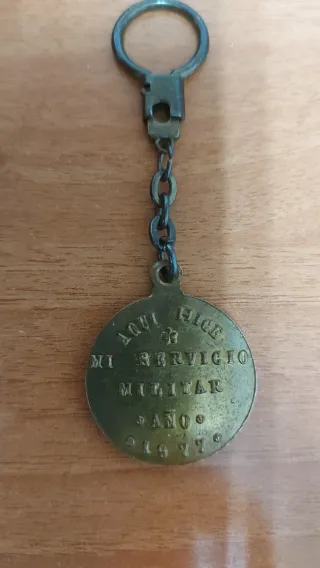 AQUI HICE
MI SERVICIO
MILITAR
AÑO
1977